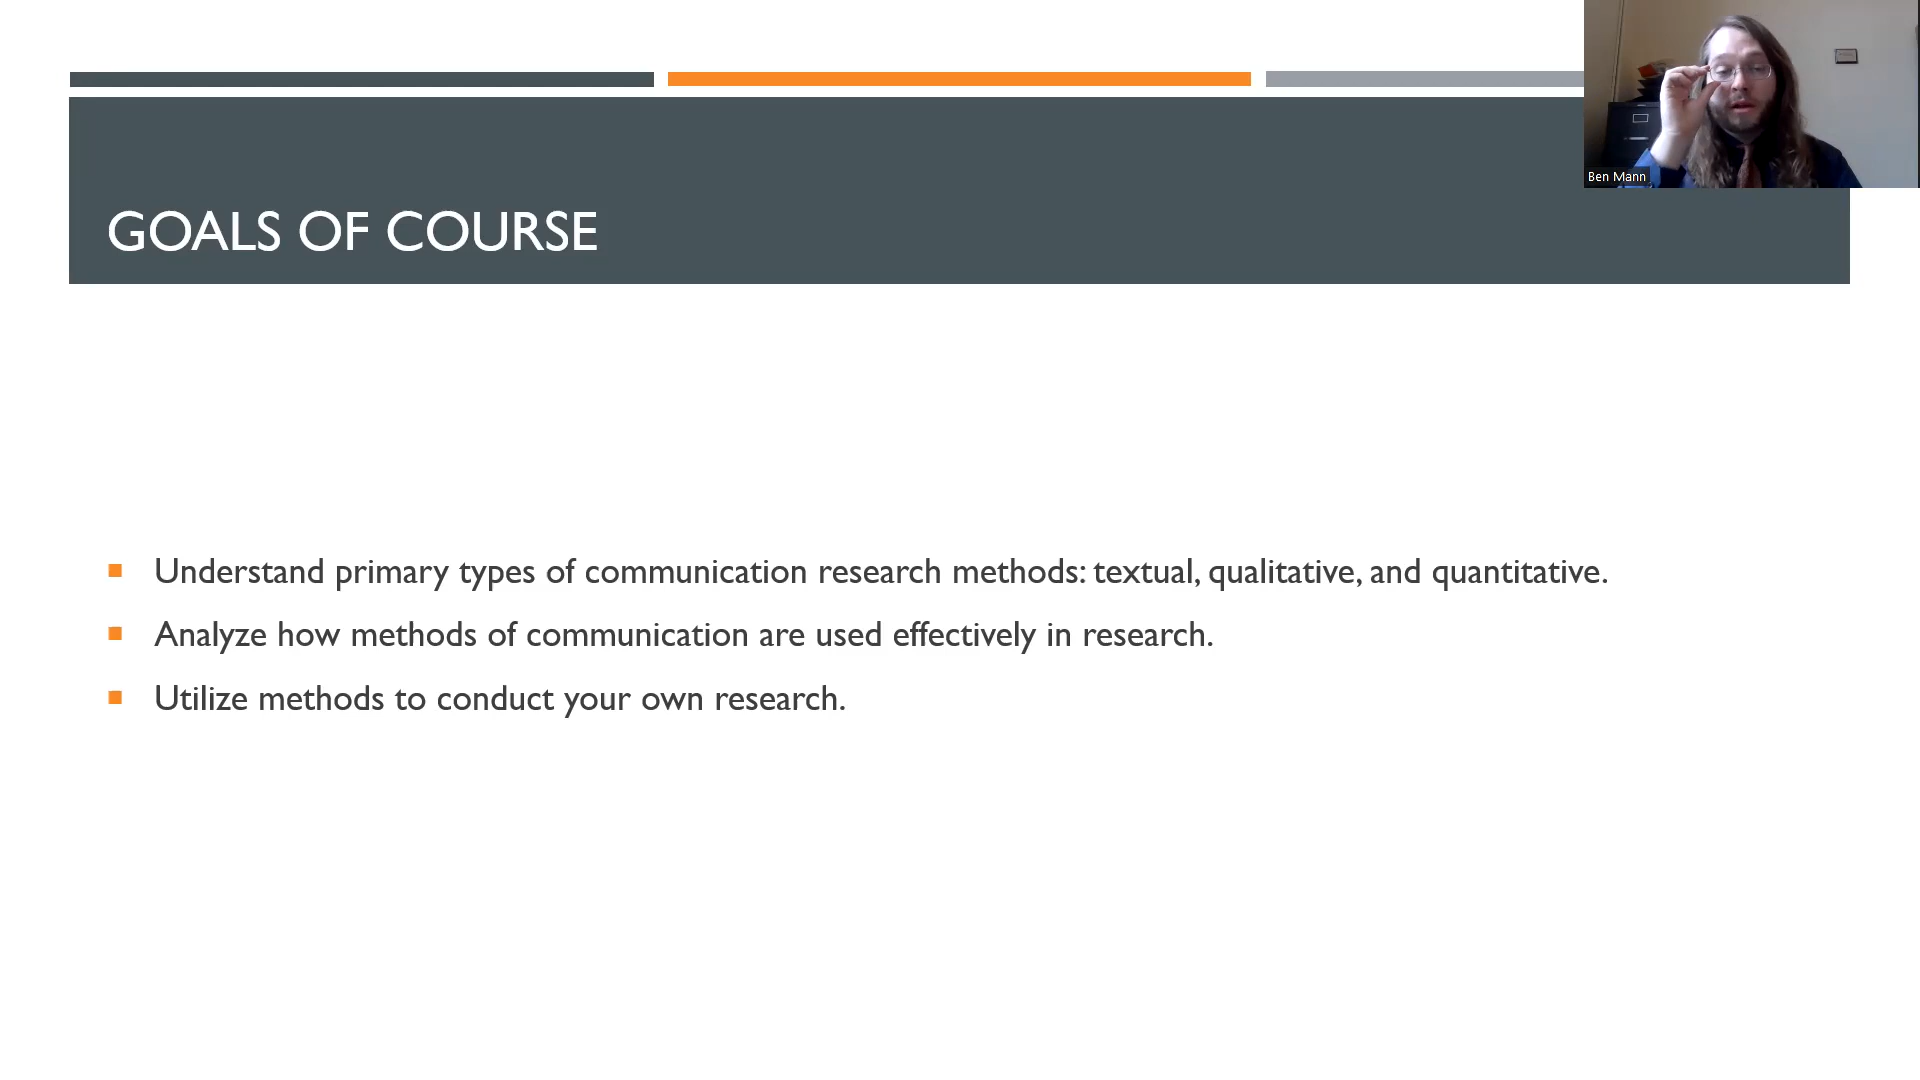 Ben Mann
GOALS OF COURSE
Understand primary types of communication research methods: textual, qualitative, and quantitative.
Analyze how methods of communication are used effectively in research.
Utilize methods to conduct your own research.